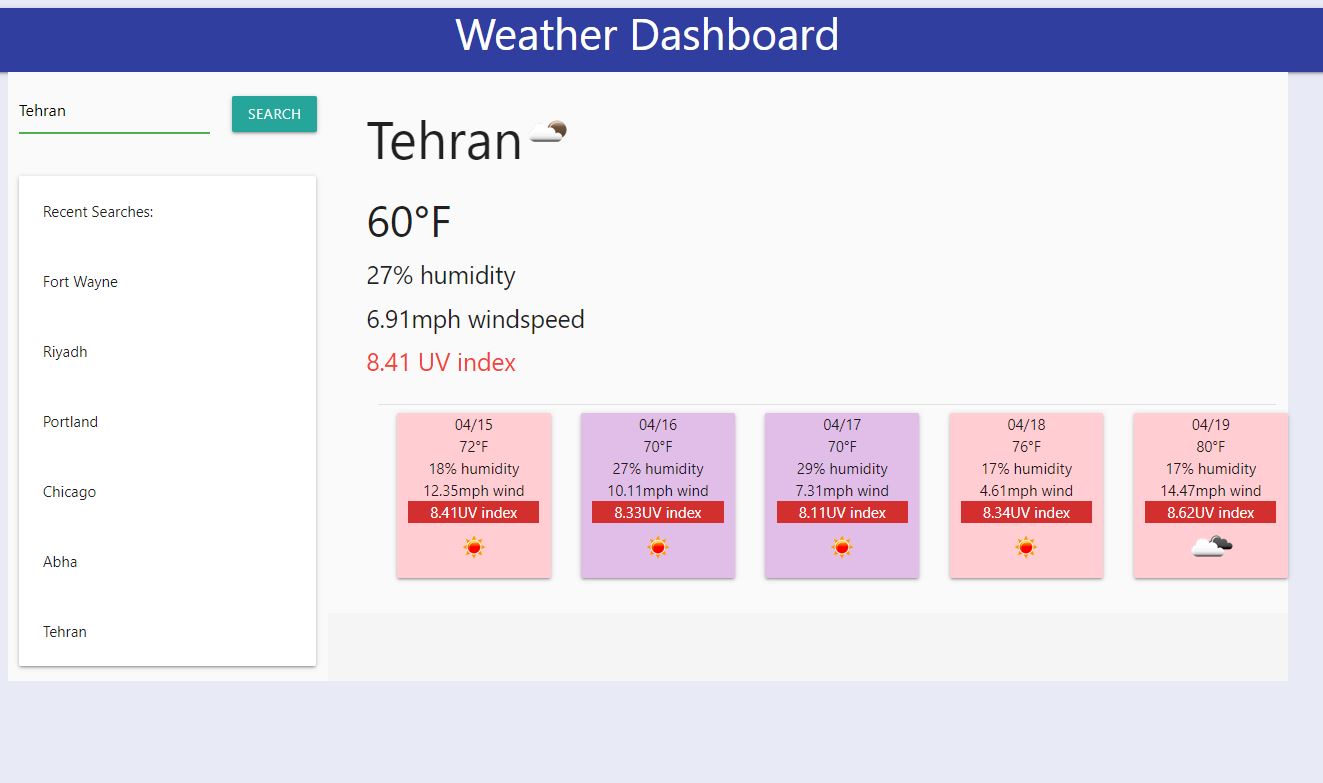 Weather Dashboard
Tehran
SEARCH
Recent Searches:
Fort Wayne
Riyadh
Portland
Chicago
Abha
Tehran
Tehran
60°F
27% humidity
6.91mph windspeed
8.41 UV index
04/15
72°F
18% humidity
12.35mph wind
8.41UV index
04/16
70°F
27% humidity
10.11mph wind
8.33UV index
04/17
70°F
29% humidity
7.31mph wind
8.11UV index
04/18
76°F
17% humidity
4.61mph wind
8.34UV index
04/19
80°F
17% humidity
14.47mph wind
8.62UV index